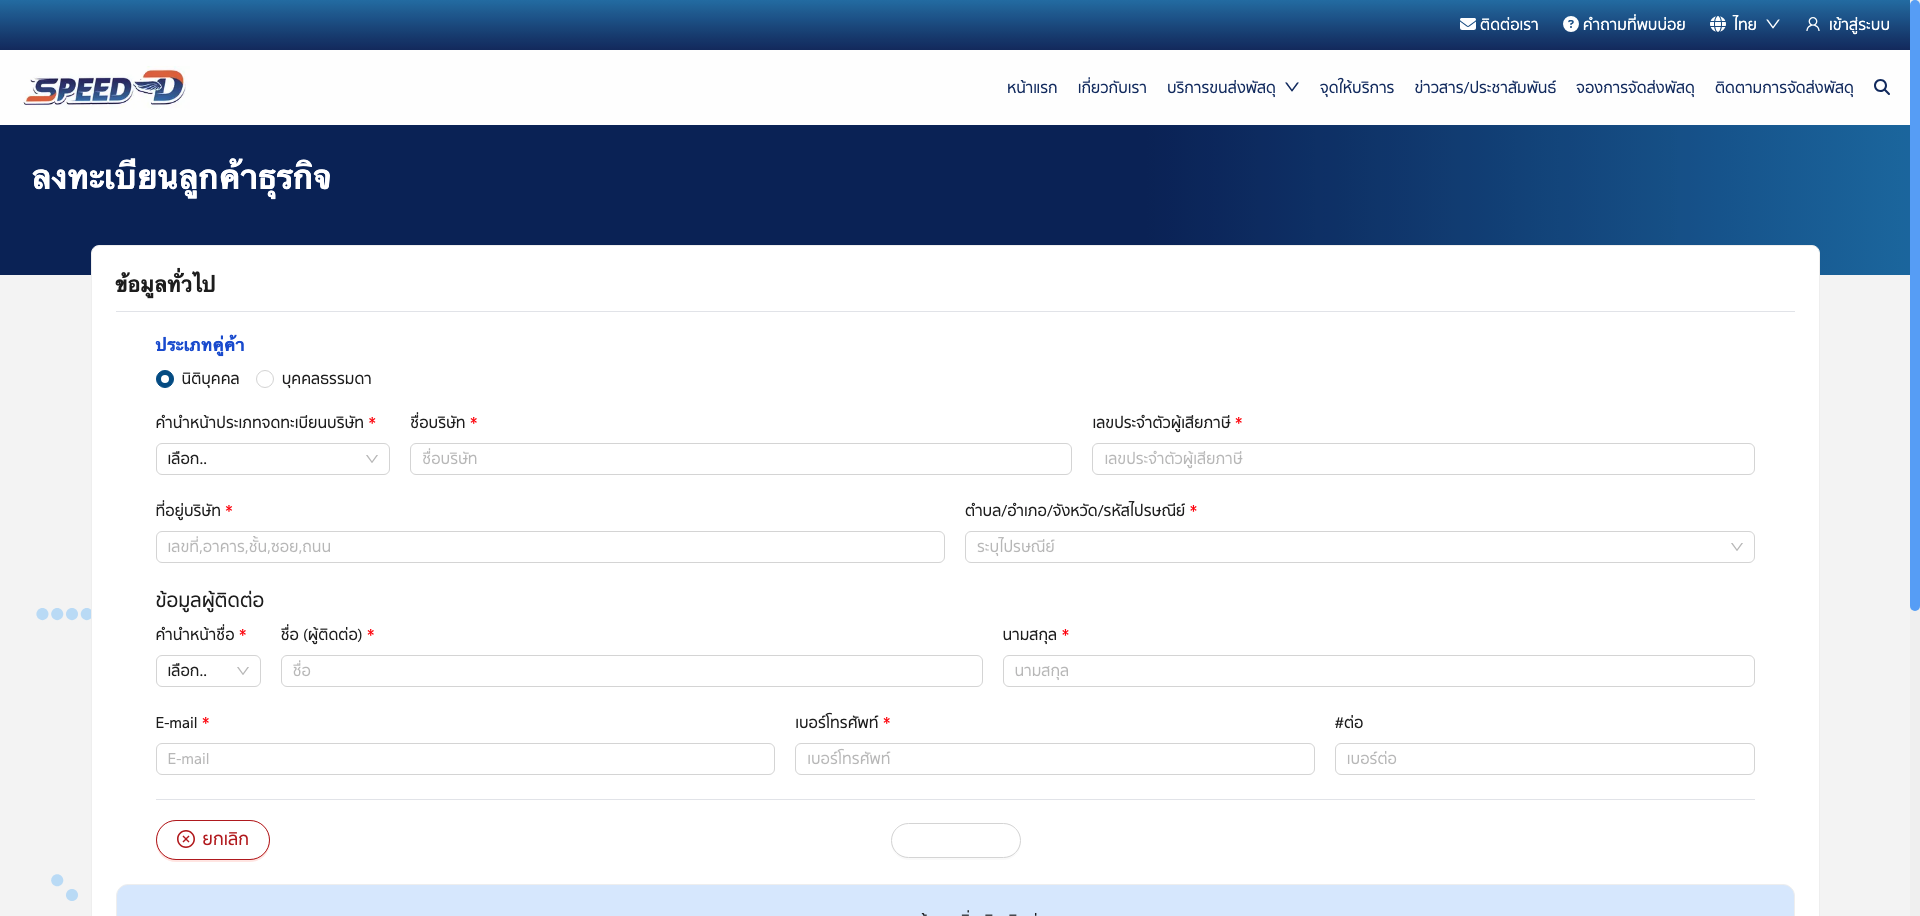 ติดต่อเรา คำถามที่พบบ่อย ไทย เข้าสู่ระบบ
SPEED-D
หน้าแรก เกี่ยวกับเรา บริการขนส่งพัสดุ จุดให้บริการ ข่าวสาร/ประชาสัมพันธ์ จองการจัดส่งพัสดุ ติดตามการจัดส่งพัสดุ
ลงทะเบียนลูกค้าธุรกิจ
ข้อมูลทั่วไป
ประเภทคู่ค้า
นิติบุคคล บุคคลธรรมดา
คำนำหน้าประเภทจดทะเบียนบริษัท * ชื่อบริษัท * เลขประจำตัวผู้เสียภาษี *
เลือก.. ชื่อบริษัท เลขประจำตัวผู้เสียภาษี
ที่อยู่บริษัท * ตำบล/อำเภอ/จังหวัด/รหัสไปรษณีย์ *
เลขที่,อาคาร,ชั้น,ซอย,ถนน ระบุไปรษณีย์
ข้อมูลผู้ติดต่อ
คำนำหน้าชื่อ * ชื่อ (ผู้ติดต่อ) * นามสกุล *
เลือก.. ชื่อ นามสกุล
E-mail * เบอร์โทรศัพท์ * #ต่อ
E-mail เบอร์โทรศัพท์ เบอร์ต่อ
ยกเลิก